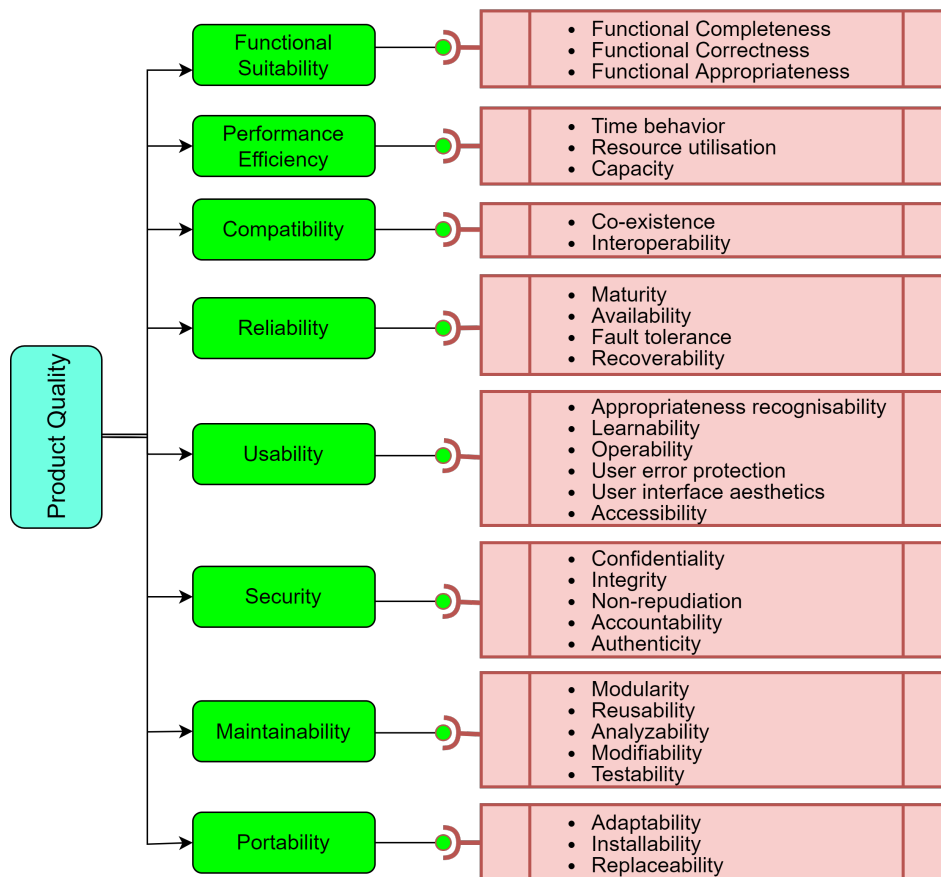 Product Quality
Functional
Suitability
• Functional Completeness
• Functional Correctness
• Functional Appropriateness
Performance
Efficiency
• Time behavior
• Resource utilisation
• Capacity
Compatibility
• Co-existence
• Interoperability
Reliability
• Maturity
• Availability
• Fault tolerance
• Recoverability
Usability
• Appropriateness recognisability
• Learnability
• Operability
• User error protection
• User interface aesthetics
• Accessibility
Security
• Confidentiality
• Integrity
• Non-repudiation
• Accountability
• Authenticity
Maintainability
• Modularity
• Reusability
• Analyzability
• Modifiability
• Testability
Portability
• Adaptability
• Installability
• Replaceability